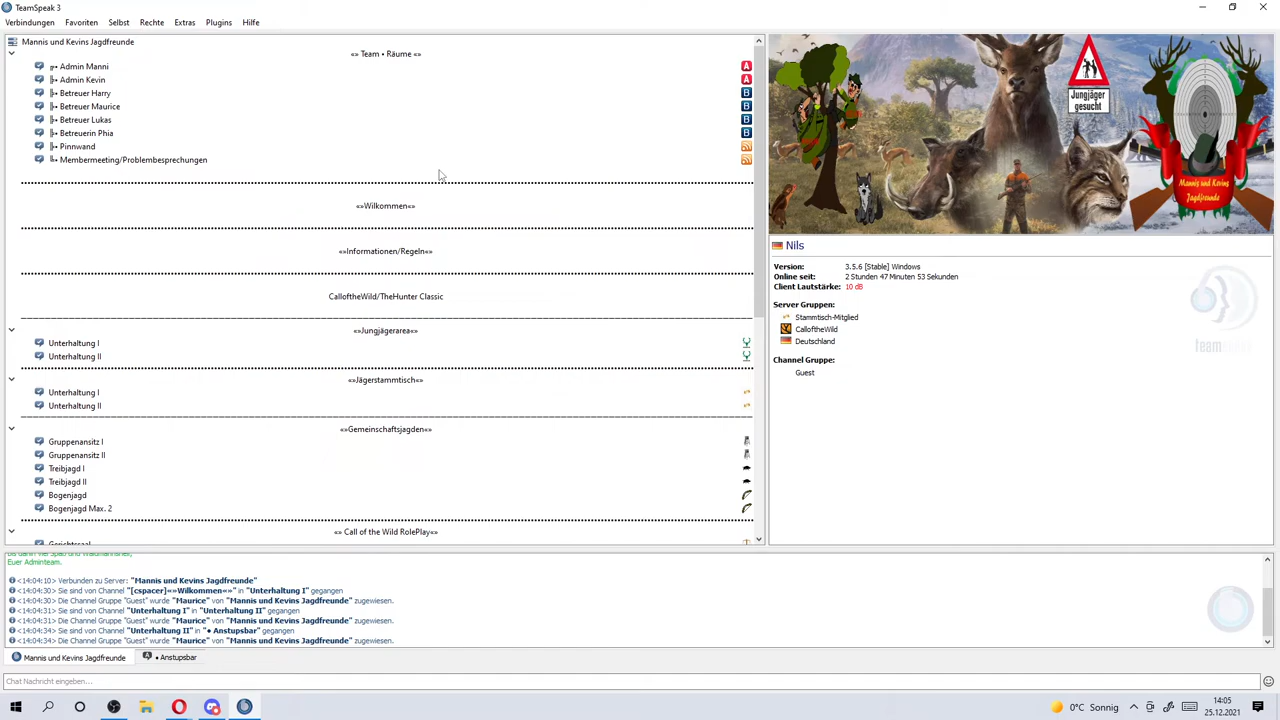 TeamSpeak 3
Verbindungen Favoriten Selbst Rechte Extras Plugins Hilfe
Mannis und Kevins Jagdfreunde
«» Team • Räume «»
Admin Manni
Admin Kevin
Betreuer Harry
Betreuer Maurice
Betreuer Lukas
Betreuerin Phia
Pinnwand
Membermeeting/Problembesprechungen
«»Wilkommen«»
«»Informationen/Regeln«»
CalloftheWild/TheHunter Classic
«»Jungjägerarea«»
Unterhaltung I
Unterhaltung II
«»Jägerstammtisch«»
Unterhaltung I
Unterhaltung II
«»Gemeinschaftsjagden«»
Gruppenansitz I
Gruppenansitz II
Treibjagd I
Treibjagd II
Bogenjagd
Bogenjagd Max. 2
«» Call of the Wild RolePlay«»
Gerichtssaal
Jungjäger
gesucht
Mannis und Kevins
Jagdfreunde
Nils
Version: 3.5.6 [Stable] Windows
Online seit: 2 Stunden 47 Minuten 53 Sekunden
Client Lautstärke: 10 dB
Server Gruppen:
Stammtisch-Mitglied
CalloftheWild
Deutschland
Channel Gruppe:
Guest
Euer Adminteam.
<14:04:10> Verbunden zu Server: "Mannis und Kevins Jagdfreunde"
<14:04:30> Sie sind von Channel "[cspacer]«»Wilkommen«»" in "Unterhaltung I" gegangen
<14:04:30> Die Channel Gruppe "Guest" wurde "Maurice" von "Mannis und Kevins Jagdfreunde" zugewiesen.
<14:04:31> Sie sind von Channel "Unterhaltung I" in "Unterhaltung II" gegangen
<14:04:31> Die Channel Gruppe "Guest" wurde "Maurice" von "Mannis und Kevins Jagdfreunde" zugewiesen.
<14:04:34> Sie sind von Channel "Unterhaltung II" in "• Anstupsbar" gegangen
<14:04:34> Die Channel Gruppe "Guest" wurde "Maurice" von "Mannis und Kevins Jagdfreunde" zugewiesen.
Mannis und Kevins Jagdfreunde • Anstupsbar
Chat Nachricht eingeben...
0°C Sonnig
14:05
25.12.2021